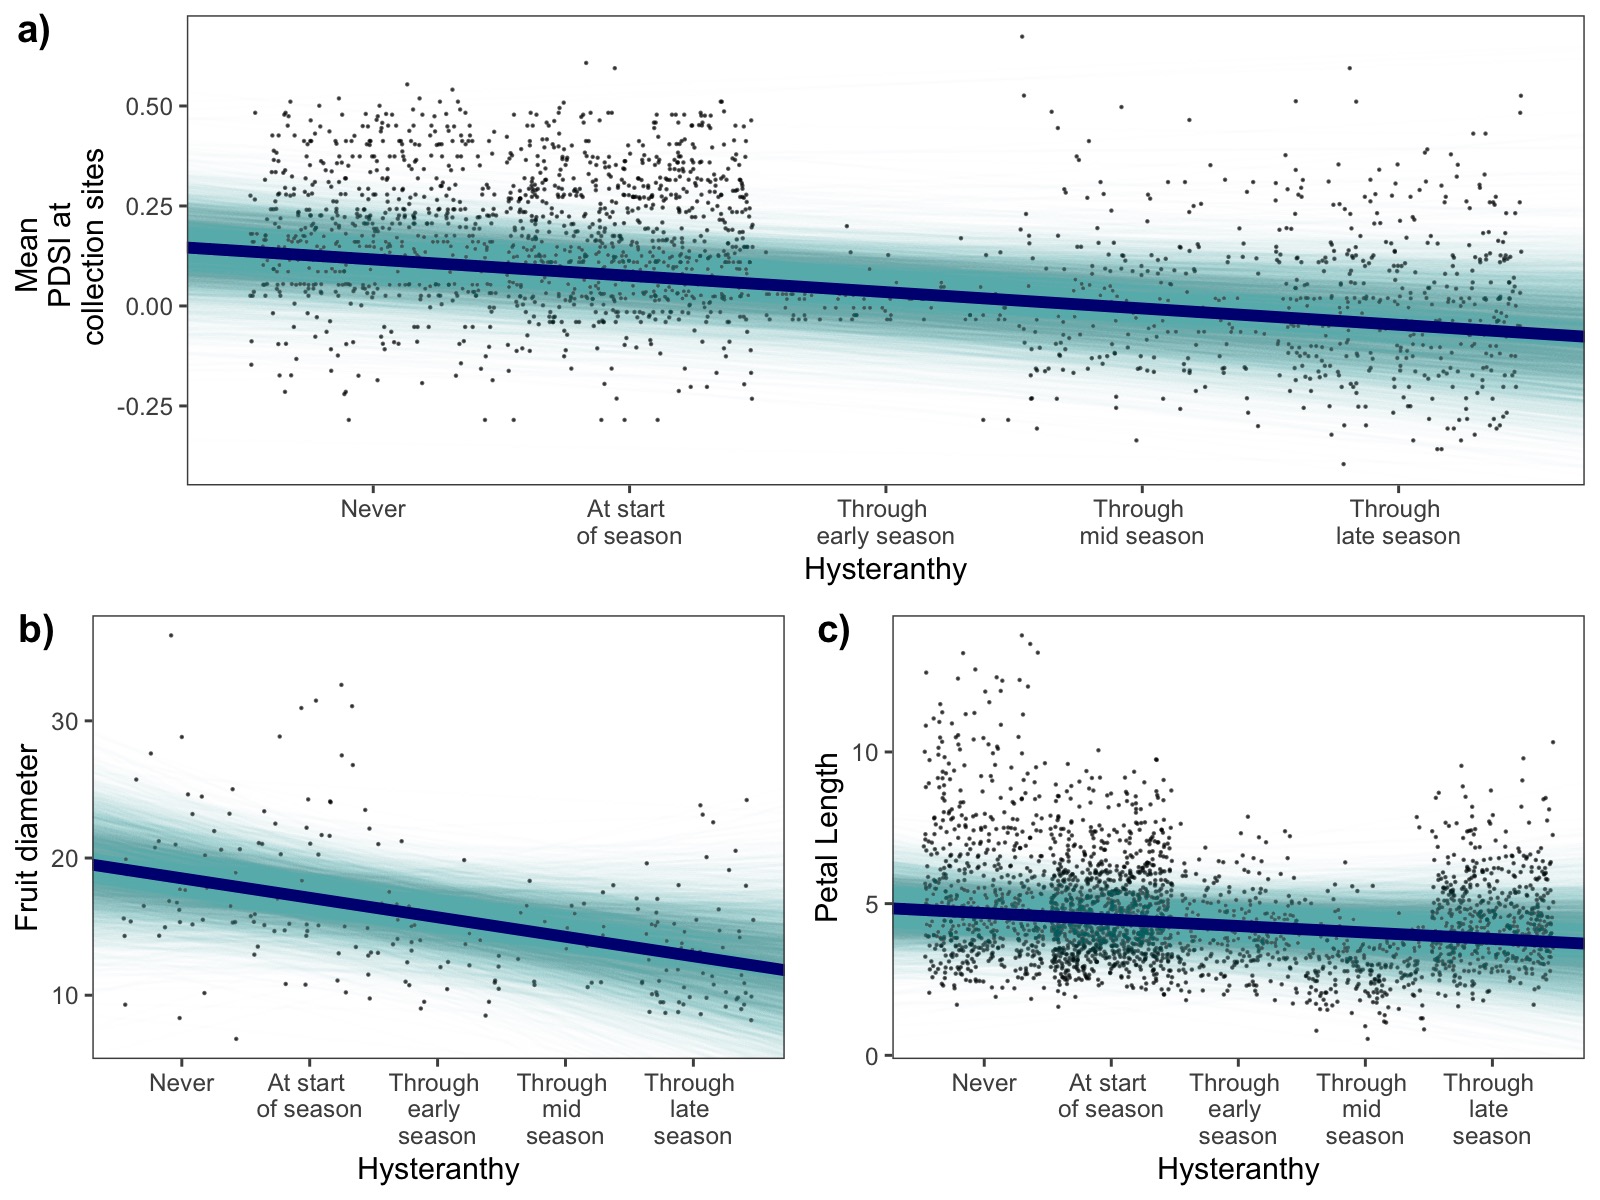 a)
Mean
PDSI at
collection sites
0.50
0.25
0.00
-0.25
Never
At start
of season
Through
early season
Through
mid season
Through
late season
Hysteranthy
b)
Fruit diameter
30
20
10
Never
At start
of season
Through
early
season
Through
mid
season
Through
late
season
Hysteranthy
c)
Petal Length
10
5
0
Never
At start
of season
Through
early
season
Through
mid
season
Through
late
season
Hysteranthy